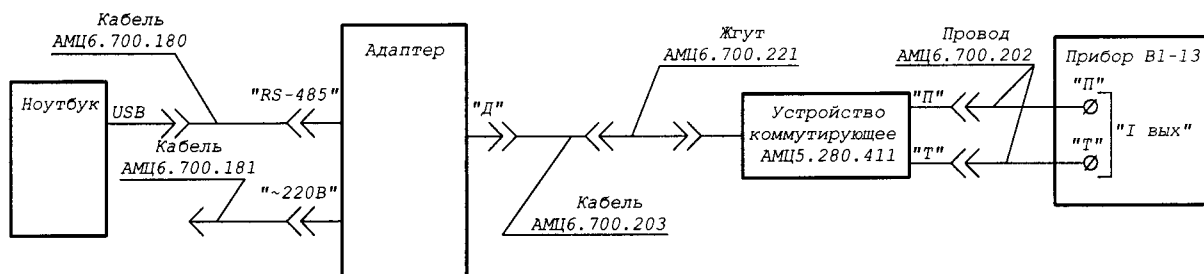 Кабель
АМЦ6.700.180
Адаптер
Жгут
АМЦ6.700.221
Провод
АМЦ6.700.202
Прибор В1-13
Ноутбук
USB
"RS-485"
"Д"
Устройство
коммутирующее
АМЦ5.280.411
"П"
"П"
"I вых"
"Т"
"Т"
Кабель
АМЦ6.700.181
"~220В"
Кабель
АМЦ6.700.203